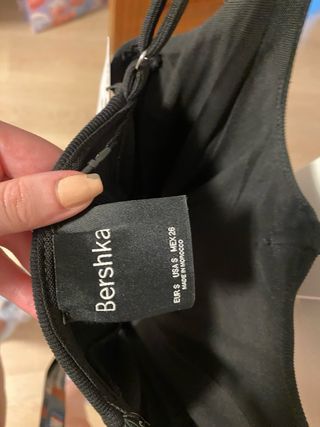 Bershka
EUR S USA S MEX 26
MADE IN MOROCCO